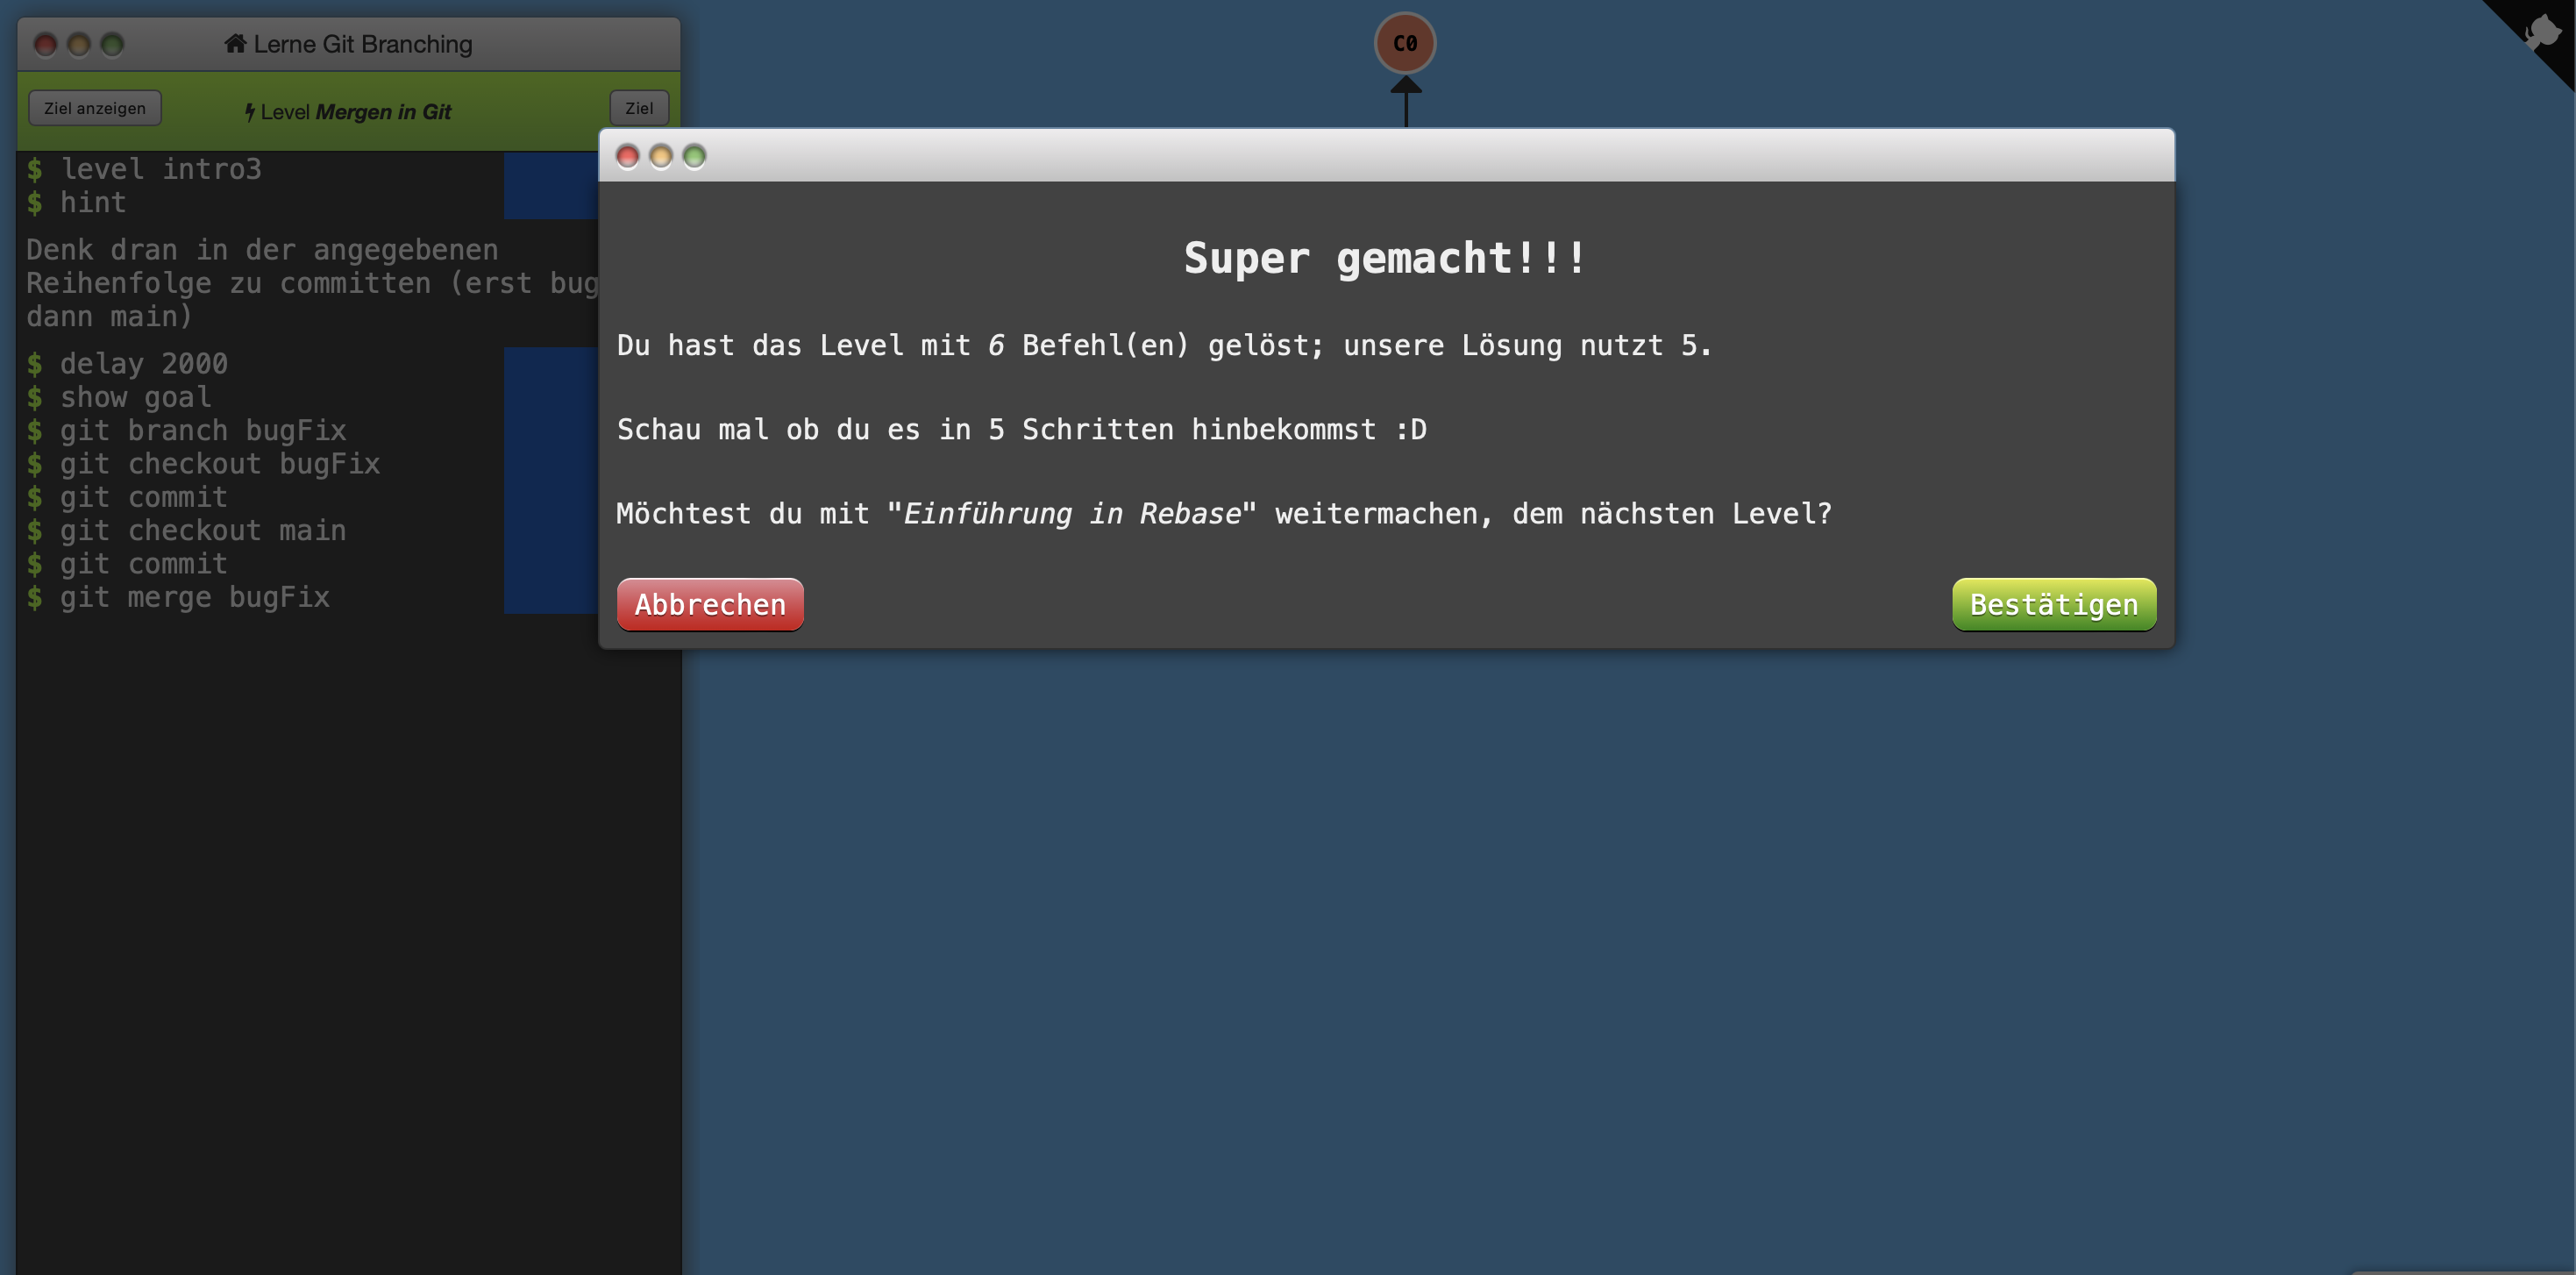 Lerne Git Branching
Ziel anzeigen
Level Mergen in Git
Ziel
$ level intro3
$ hint
Denk dran in der angegebenen
Reihenfolge zu committen (erst bug
dann main)
$ delay 2000
$ show goal
$ git branch bugFix
$ git checkout bugFix
$ git commit
$ git checkout main
$ git commit
$ git merge bugFix
C0
Super gemacht!!!
Du hast das Level mit 6 Befehl(en) gelöst; unsere Lösung nutzt 5.
Schau mal ob du es in 5 Schritten hinbekommst :D
Möchtest du mit "Einführung in Rebase" weitermachen, dem nächsten Level?
Abbrechen
Bestätigen